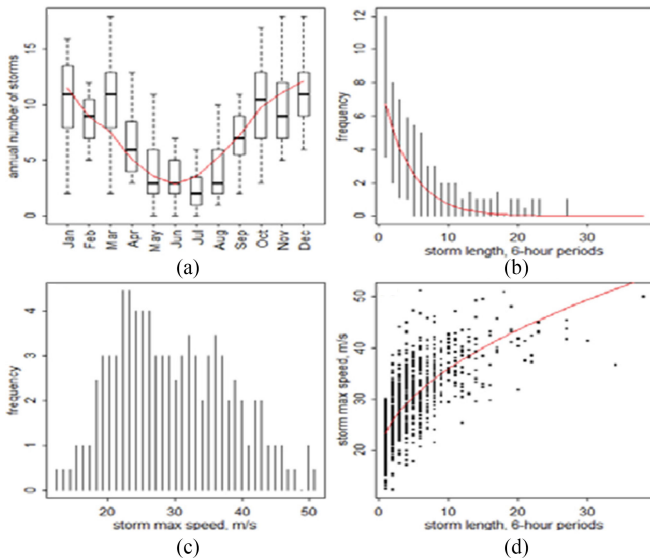 annual number of storms
15
10
5
0
Jan Feb Mar Apr May Jun Jul Aug Sep Oct Nov Dec
(a)
frequency
12
10
8
6
4
2
0
0 10 20 30
storm length, 6-hour periods
(b)
frequency
4
3
2
1
0
20 30 40 50
storm max speed, m/s
(c)
storm max speed, m/s
50
40
30
20
0 10 20 30
storm length, 6-hour periods
(d)